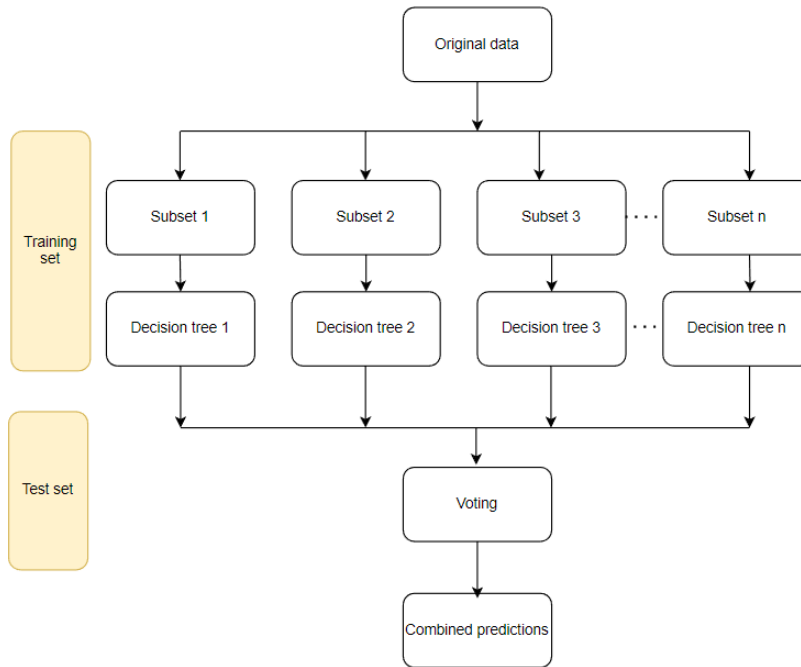 Original data
Training
set
Subset 1
Subset 2
Subset 3
....
Subset n
Decision tree 1
Decision tree 2
Decision tree 3
....
Decision tree n
Test set
Voting
Combined predictions